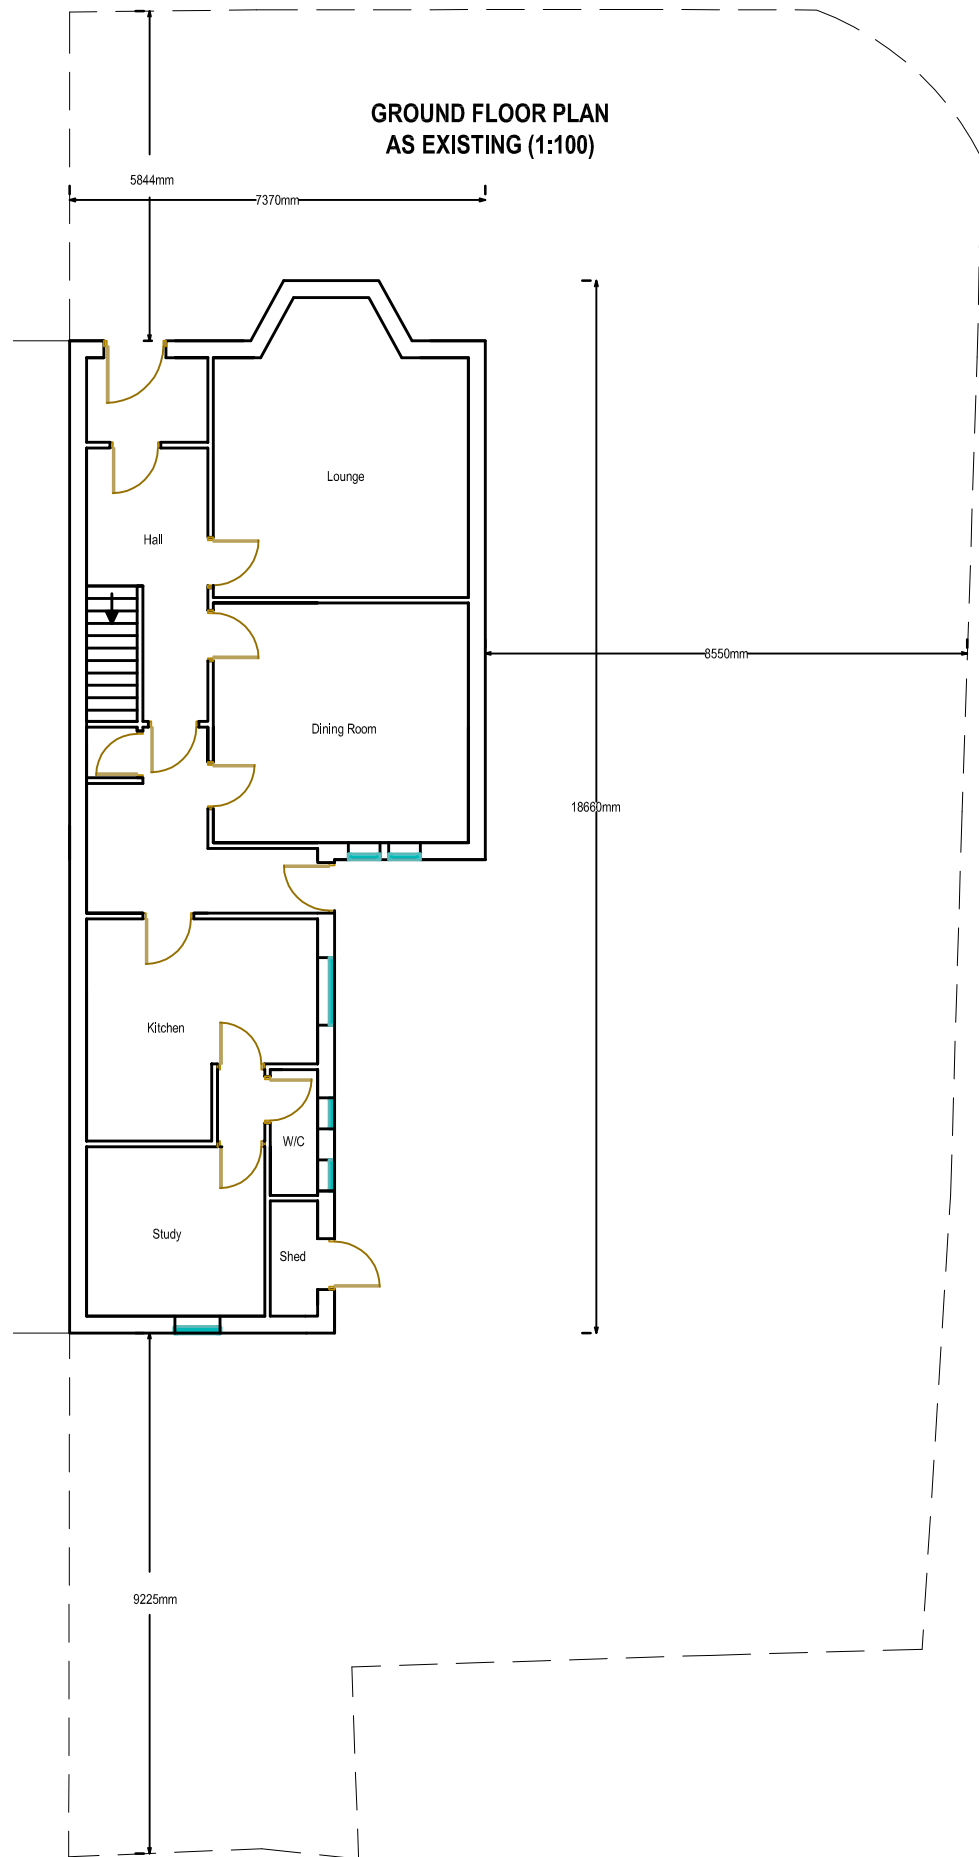 GROUND FLOOR PLAN
AS EXISTING (1:100)
5844mm
7370mm
Lounge
Hall
8550mm
Dining Room
18660mm
Kitchen
W/C
Study
Shed
9225mm